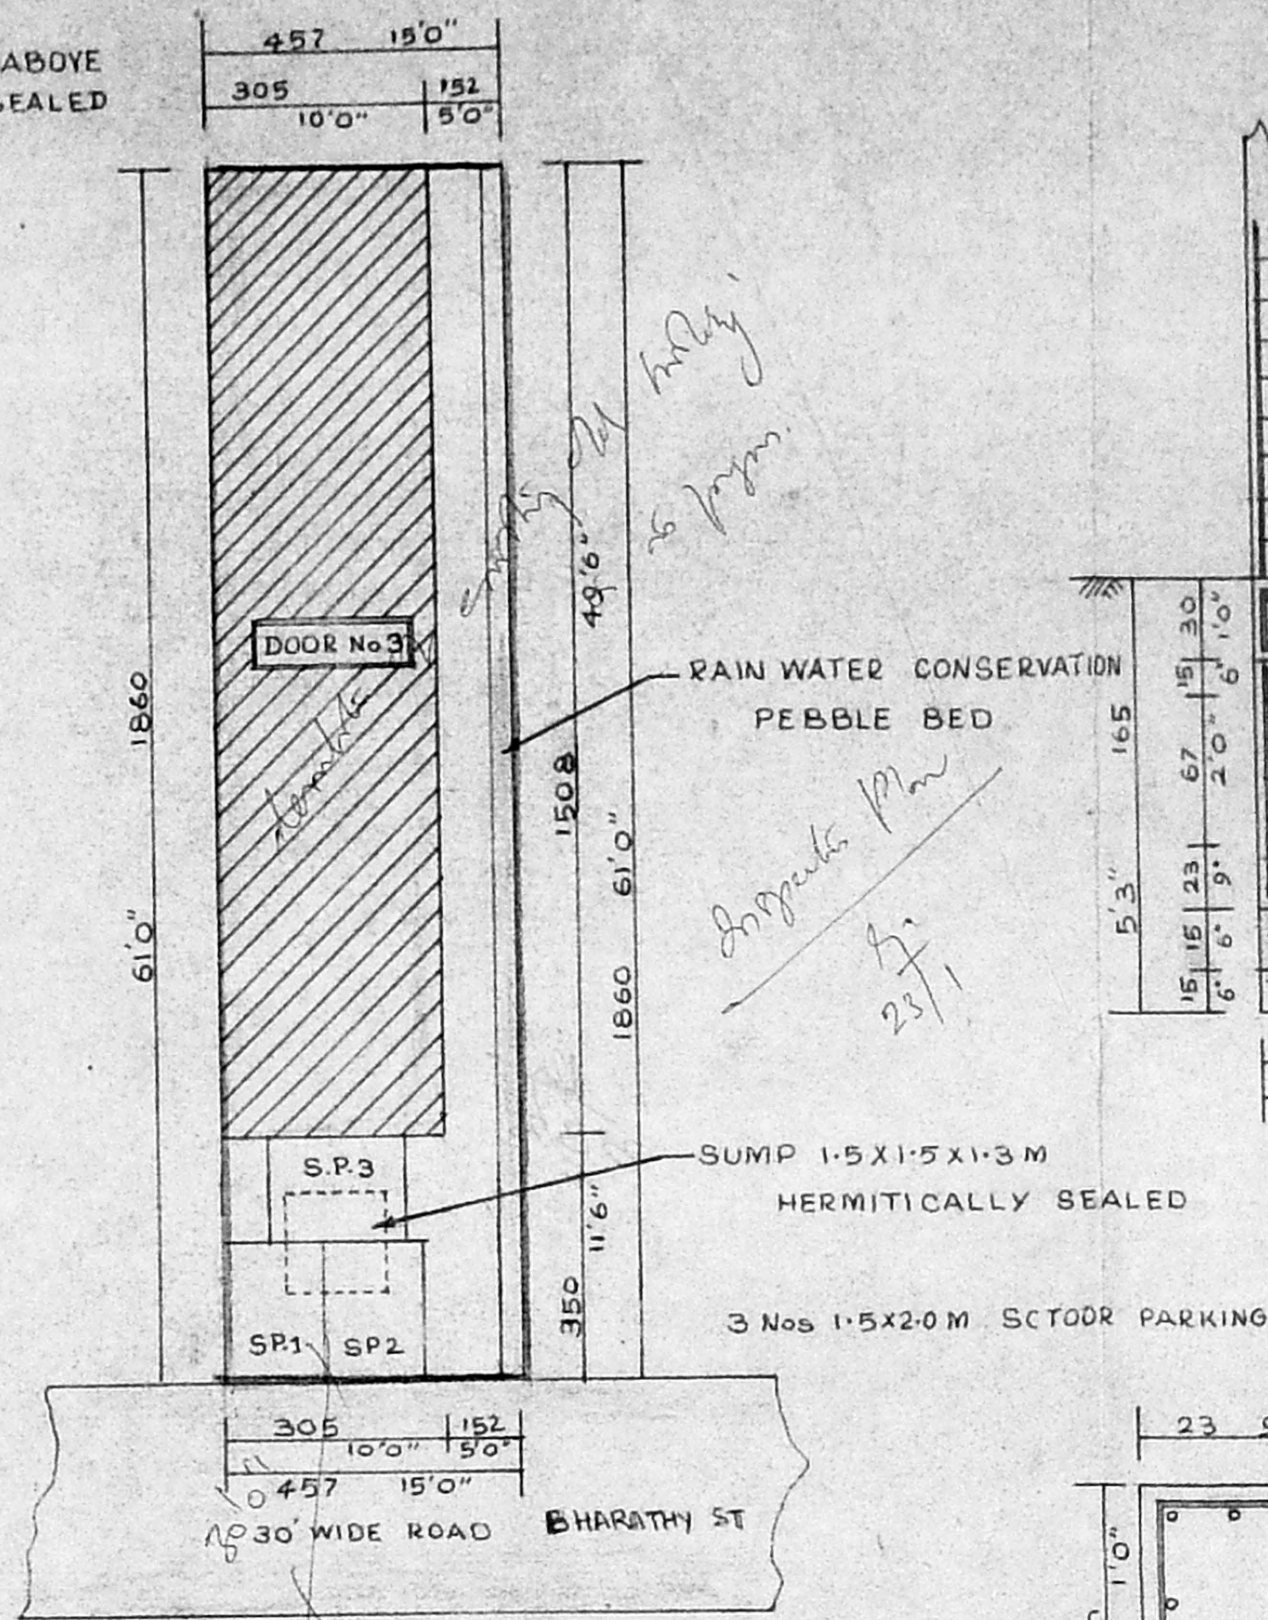 ABOVE
SEALED
457 15'0"
305 152
10'0" 5'0"
DOOR No 3
1860
61'0"
49'6"
1508
61'0"
1860
11'6"
350
RAIN WATER CONSERVATION
PEBBLE BED
Plan
23/1
S.P.3
SP.1 SP2
SUMP 1.5X1.5X1.3 M
HERMITICALLY SEALED
3 Nos 1.5X2.0 M SCTOOR PARKING
305 152
10'0" 5'0"
457 15'0"
30' WIDE ROAD BHARATHY ST
165
5'3"
30 1'0"
15 6"
67 2'0"
23 9"
15 6"
15 6"
23
1'0"